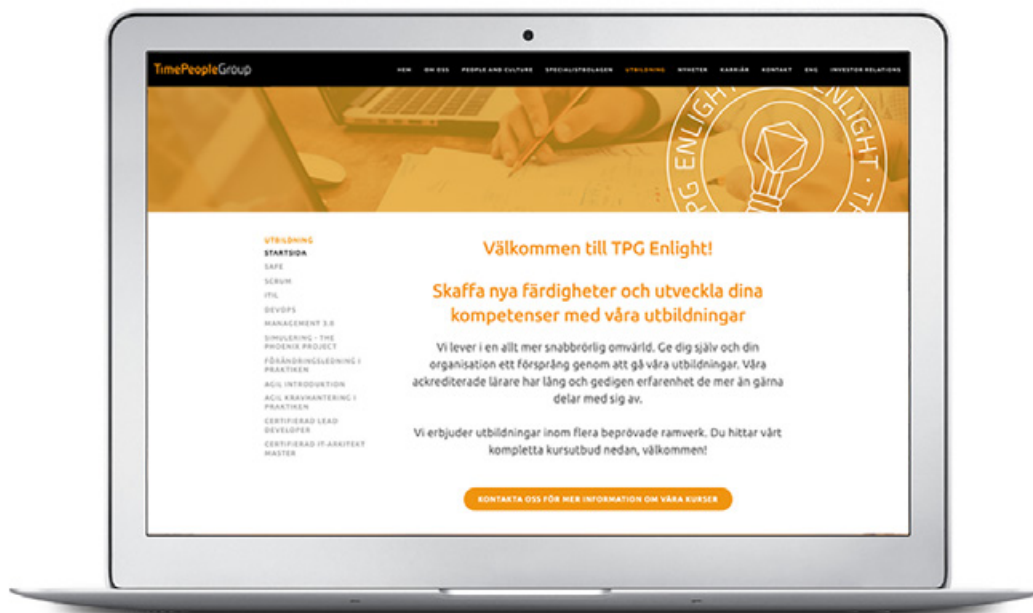 TimePeopleGroup
HEM OM OSS PEOPLE AND CULTURE SPECIALISTBOLAGEN UTBILDNING NYHETER KARRIÄR KONTAKT ENG INVESTOR RELATIONS
TPG ENLIGHT · TPG ENLIGHT
UTBILDNING
STARTSIDA
SAFE
SCRUM
ITIL
DEVOPS
MANAGEMENT 3.0
SIMULERING - THE
PHOENIX PROJECT
FÖRÄNDRINGSLEDNING I
PRAKTIKEN
AGIL INTRODUKTION
AGIL KRAVHANTERING I
PRAKTIKEN
CERTIFIERAD LEAD
DEVELOPER
CERTIFIERAD IT-ARKITEKT
MASTER
Välkommen till TPG Enlight!
Skaffa nya färdigheter och utveckla dina
kompetenser med våra utbildningar
Vi lever i en allt mer snabbrörlig omvärld. Ge dig själv och din
organisation ett försprång genom att gå våra utbildningar. Våra
ackrediterade lärare har lång och gedigen erfarenhet de mer än gärna
delar med sig av.
Vi erbjuder utbildningar inom flera beprövade ramverk. Du hittar vårt
kompletta kursutbud nedan, välkommen!
KONTAKTA OSS FÖR MER INFORMATION OM VÅRA KURSER